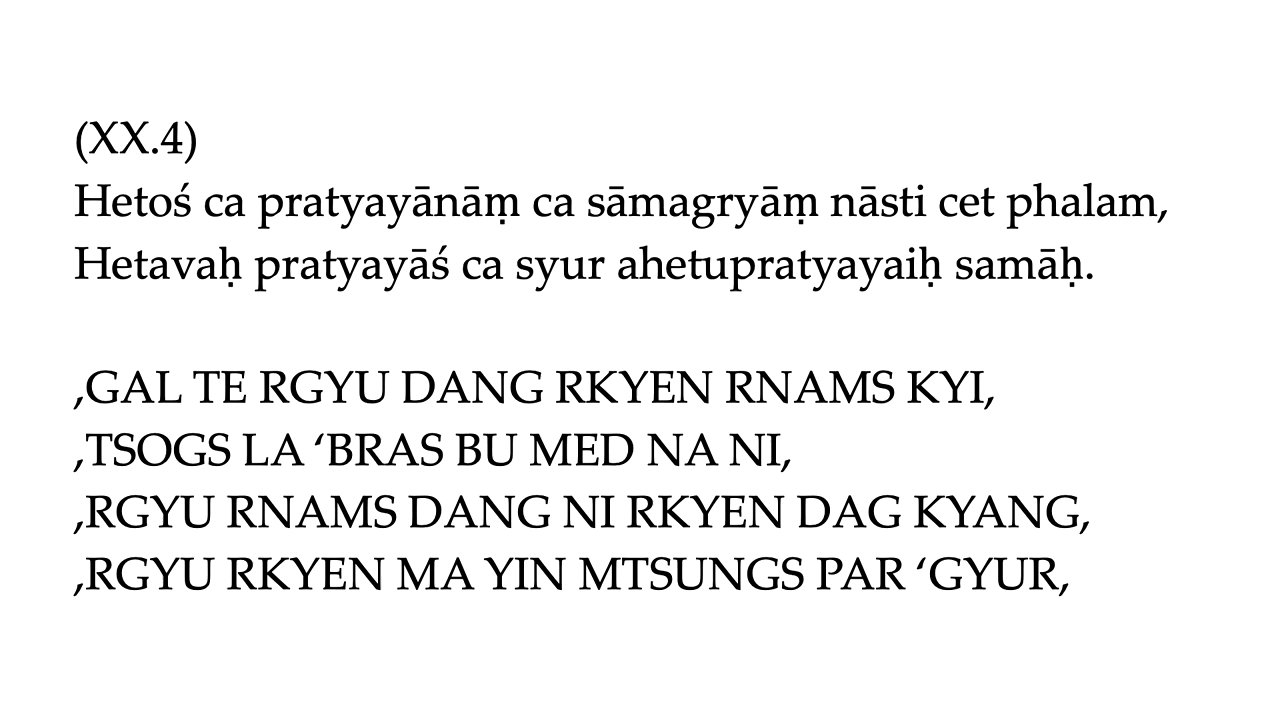 (XX.4)
Hetoś ca pratyayānāṃ ca sāmagryāṃ nāsti cet phalam,
Hetavaḥ pratyayāś ca syur ahetupratyayaiḥ samāḥ.
,GAL TE RGYU DANG RKYEN RNAMS KYI,
,TSOGS LA ‘BRAS BU MED NA NI,
,RGYU RNAMS DANG NI RKYEN DAG KYANG,
,RGYU RKYEN MA YIN MTSUNGS PAR ‘GYUR,